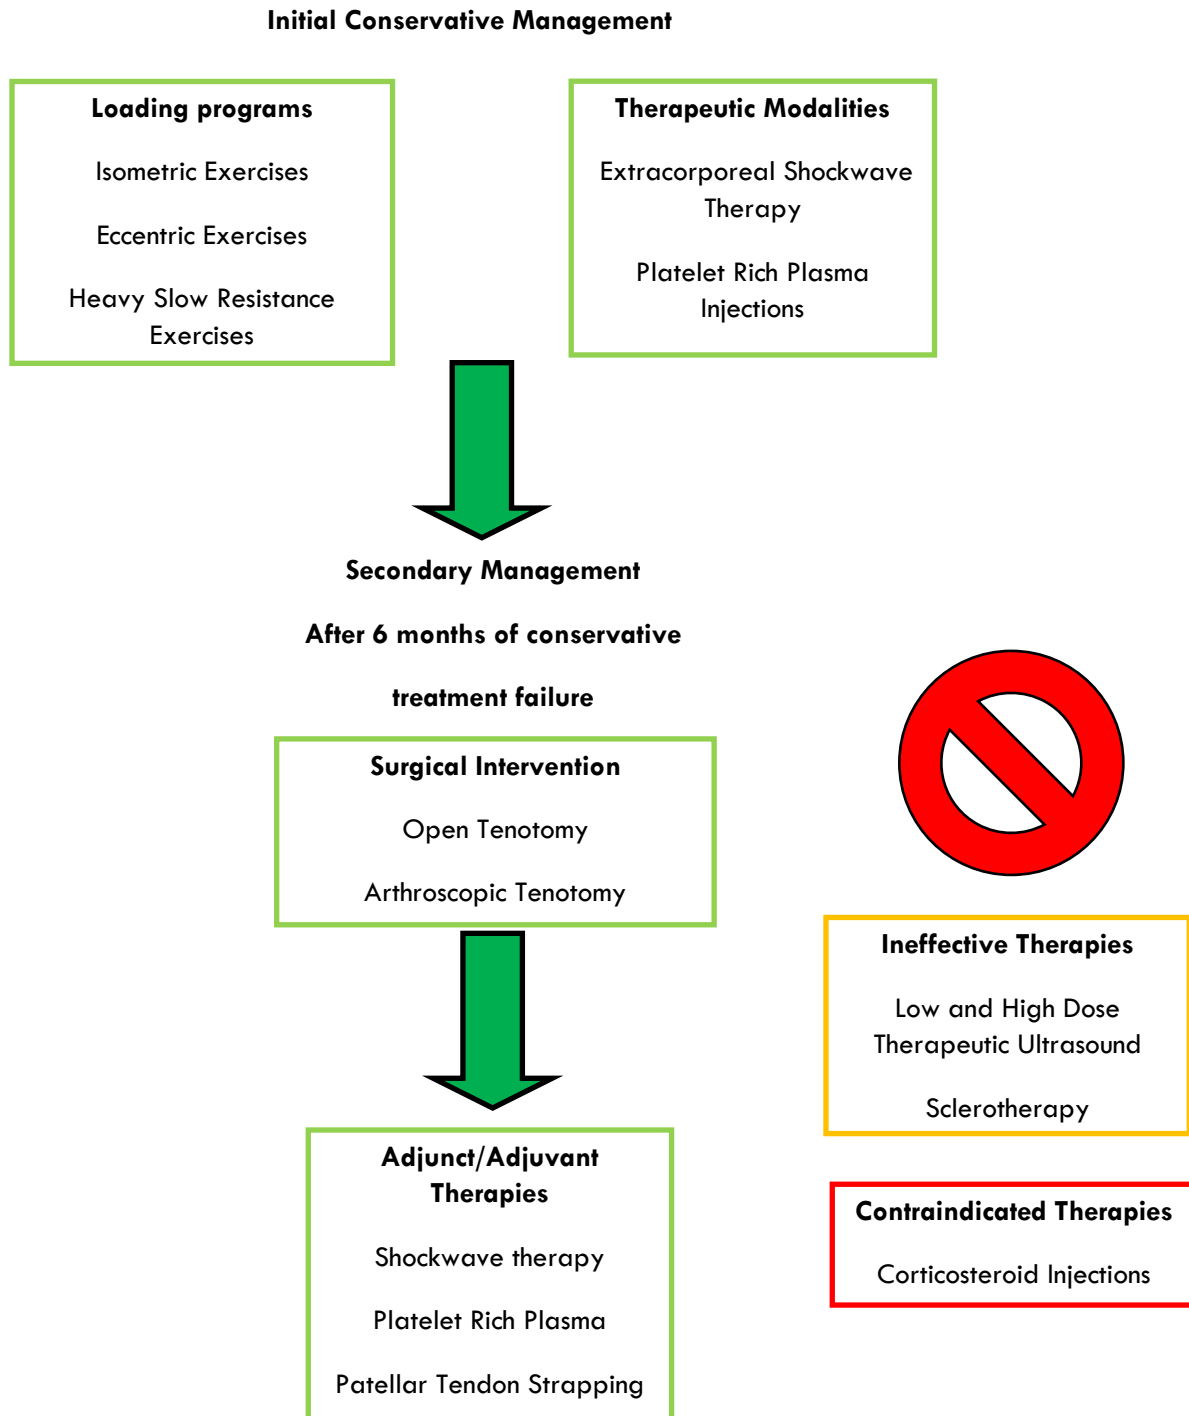 Initial Conservative Management
Loading programs
Isometric Exercises
Eccentric Exercises
Heavy Slow Resistance
Exercises
Therapeutic Modalities
Extracorporeal Shockwave
Therapy
Platelet Rich Plasma
Injections
Secondary Management
After 6 months of conservative
treatment failure
Surgical Intervention
Open Tenotomy
Arthroscopic Tenotomy
Adjunct/Adjuvant
Therapies
Shockwave therapy
Platelet Rich Plasma
Patellar Tendon Strapping
Ineffective Therapies
Low and High Dose
Therapeutic Ultrasound
Sclerotherapy
Contraindicated Therapies
Corticosteroid Injections